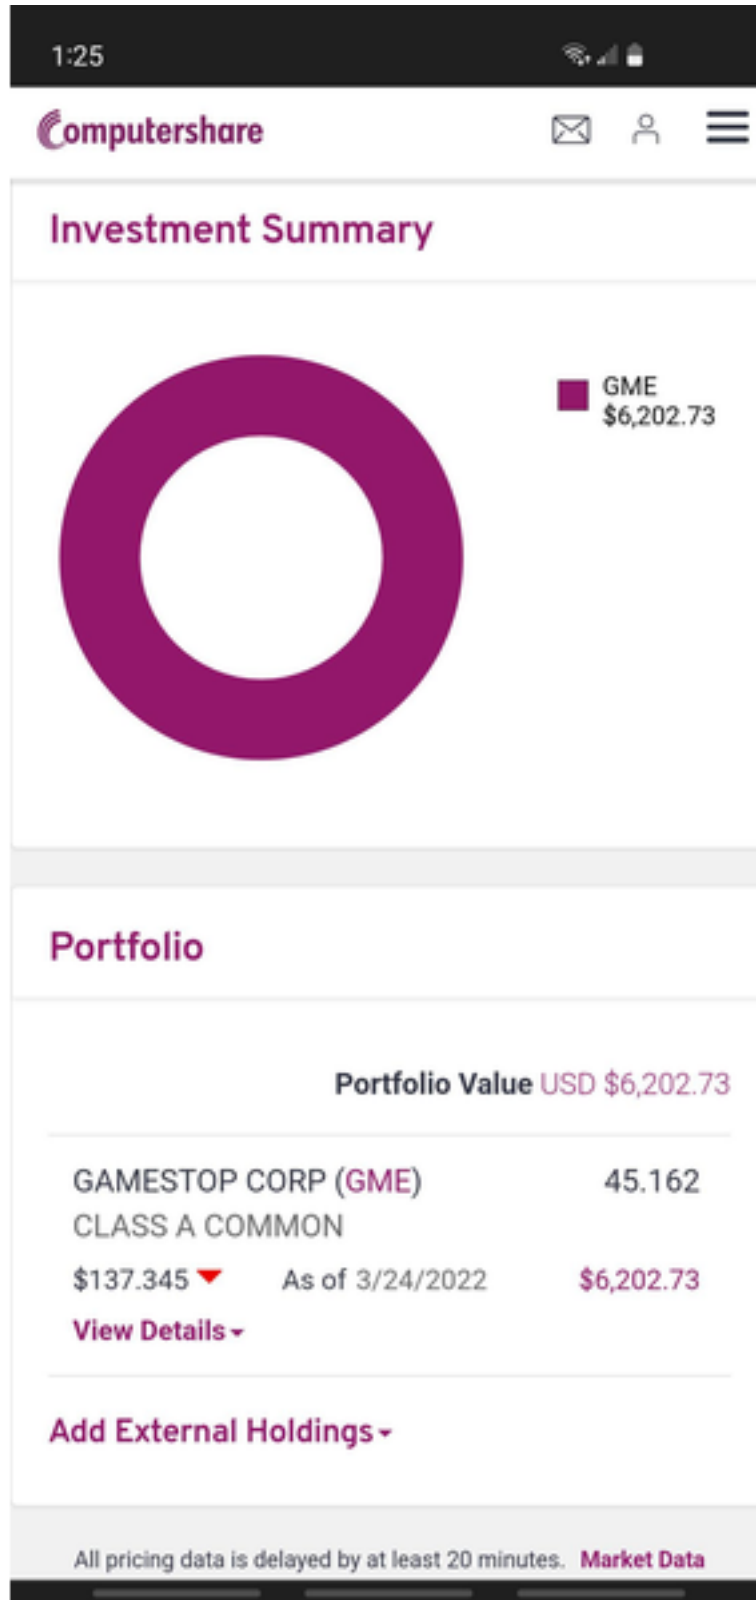 1:25
Computershare
Investment Summary
GME
$6,202.73
Portfolio
Portfolio Value USD $6,202.73
GAMESTOP CORP (GME) 45.162
CLASS A COMMON
$137.345 As of 3/24/2022 $6,202.73
View Details
Add External Holdings
All pricing data is delayed by at least 20 minutes. Market Data